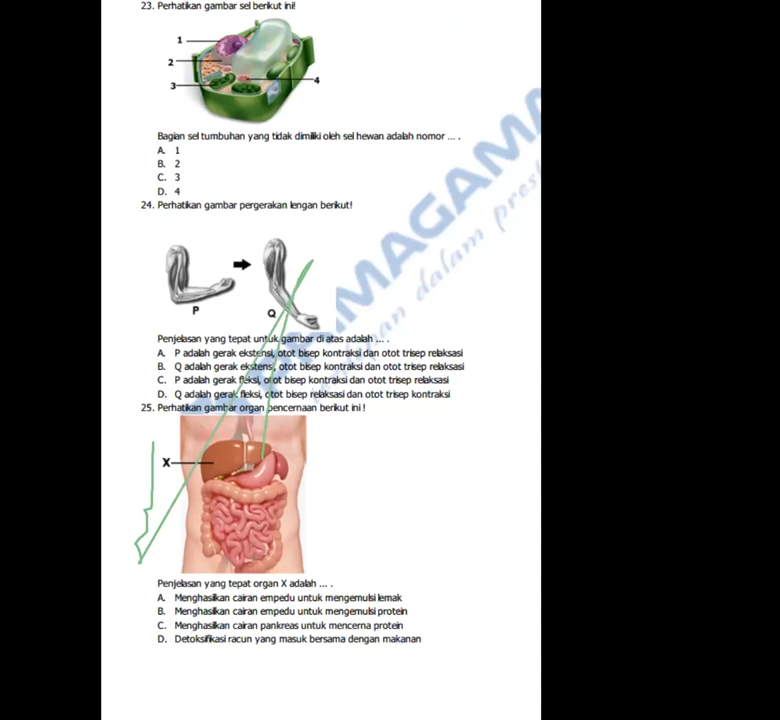 23. Perhatikan gambar sel berikut ini!
1
2
3
4
Bagian sel tumbuhan yang tidak dimiliki oleh sel hewan adalah nomor ... .
A. 1
B. 2
C. 3
D. 4
24. Perhatikan gambar pergerakan lengan berikut!
P
Q
Penjelasan yang tepat untuk gambar di atas adalah ... .
A. P adalah gerak ekstensi, otot bisep kontraksi dan otot trisep relaksasi
B. Q adalah gerak ekstensi, otot bisep kontraksi dan otot trisep relaksasi
C. P adalah gerak fleksi, otot bisep kontraksi dan otot trisep relaksasi
D. Q adalah gerak fleksi, otot bisep relaksasi dan otot trisep kontraksi
25. Perhatikan gambar organ pencernaan berikut ini !
X
Penjelasan yang tepat organ X adalah ... .
A. Menghasilkan cairan empedu untuk mengemulsi lemak
B. Menghasilkan cairan empedu untuk mengemulsi protein
C. Menghasilkan cairan pankreas untuk mencerna protein
D. Detoksifikasi racun yang masuk bersama dengan makanan
dalam